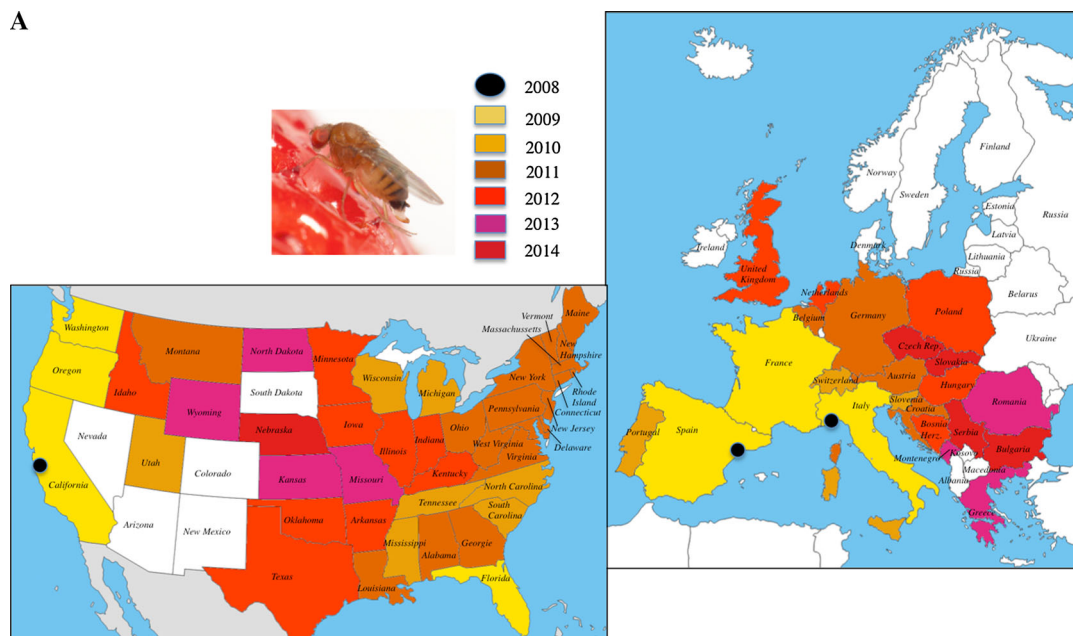 A
2008
2009
2010
2011
2012
2013
2014
Washington
Oregon
California
Nevada
Idaho
Montana
Wyoming
Utah
Colorado
Arizona
New Mexico
North Dakota
South Dakota
Nebraska
Kansas
Oklahoma
Texas
Minnesota
Iowa
Missouri
Arkansas
Louisiana
Wisconsin
Illinois
Michigan
Indiana
Ohio
Kentucky
Tennessee
Mississippi
Alabama
Georgie
Florida
South
Carolina
North Carolina
Virginia
West Virginia
Pennsylvania
New York
Vermont
Massachussetts
Maine
New
Hampshire
Rhode
Island
Connecticut
New Jersey
Delaware
Norway
Sweden
Finland
Russia
Estonia
Latvia
Lithuania
Russia
Belarus
Ukraine
Ireland
United
Kingdom
Denmark
Netherlands
Belgium
Germany
Poland
Czech Rep.
Slovakia
France
Switzerland
Austria
Hungary
Romania
Italy
Slovenia
Croatia
Bosnia
Herz.
Serbia
Bulgaria
Montenegro
Kosovo
Macedonia
Albania
Greece
Portugal
Spain